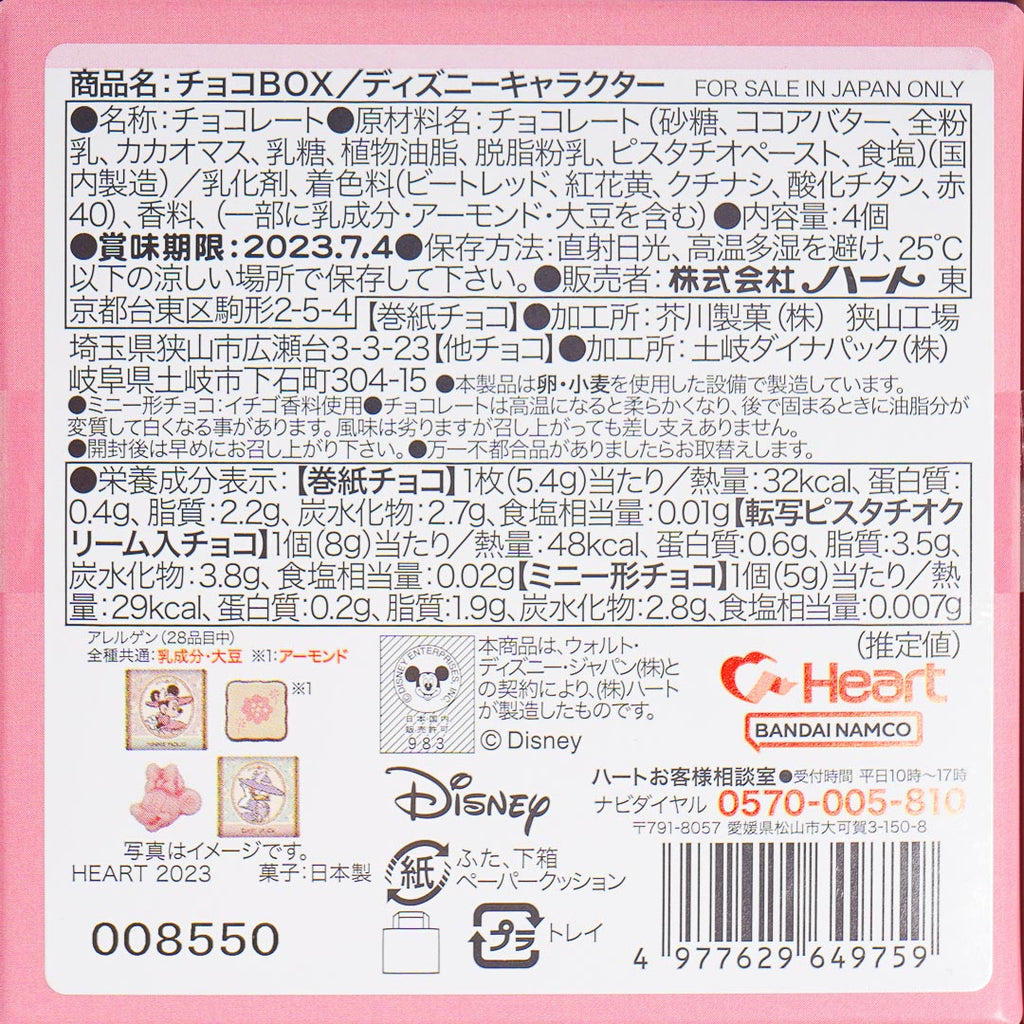 商品名:チョコBOX/ディズニーキャラクター FOR SALE IN JAPAN ONLY
●名称:チョコレート●原材料名:チョコレート(砂糖、ココアバター、全粉
乳、カカオマス、乳糖、植物油脂、脱脂粉乳、ピスタチオペースト、食塩)(国
内製造)/乳化剤、着色料(ビートレッド、紅花黄、クチナシ、酸化チタン、赤
40)、香料、(一部に乳成分・アーモンド・大豆を含む)●内容量:4個
●賞味期限:2023.7.4●保存方法:直射日光、高温多湿を避け、25℃
以下の涼しい場所で保存して下さい。●販売者:株式会社ハート 東
京都台東区駒形2-5-4【巻紙チョコ】●加工所:芥川製菓(株) 狭山工場
埼玉県狭山市広瀬台3-3-23【他チョコ】●加工所:土岐ダイナパック(株)
岐阜県土岐市下石町304-15 ●本製品は卵・小麦を使用した設備で製造しています。
●ミニー形チョコ:イチゴ香料使用●チョコレートは高温になると柔らかくなり、後で固まるときに油脂分が
変質して白くなる事があります。風味は劣りますが召し上がっても差し支えありません。
●開封後は早めにお召し上がり下さい。●万一不都合品がありましたらお取替えします。
●栄養成分表示:【巻紙チョコ】1枚(5.4g)当たり/熱量:32kcal、蛋白質:
0.4g、脂質:2.2g、炭水化物:2.7g、食塩相当量:0.01g【転写ピスタチオク
リーム入チョコ】1個(8g)当たり/熱量:48kcal、蛋白質:0.6g、脂質:3.5g、
炭水化物:3.8g、食塩相当量:0.02g【ミニー形チョコ】1個(5g)当たり/熱
量:29kcal、蛋白質:0.2g、脂質:1.9g、炭水化物:2.8g、食塩相当量:0.007g
(推定値)
アレルゲン(28品目中)
全種共通:乳成分・大豆 ※1:アーモンド
※1
MINNIE MOUSE
DAISY DUCK
写真はイメージです。
HEART 2023 菓子:日本製
008550
©DISNEY ENTERPRISES, INC.
日本国内
販売許可
983
本商品は、ウォルト・
ディズニー・ジャパン(株)と
の契約により、(株)ハート
が製造したものです。
© Disney
Heart
BANDAI NAMCO
Disney
ハートお客様相談室●受付時間 平日10時〜17時
ナビダイヤル 0570-005-810
〒791-8057 愛媛県松山市大可賀3-150-8
紙 ふた、下箱
ペーパークッション
プラ トレイ
4 977629 649759